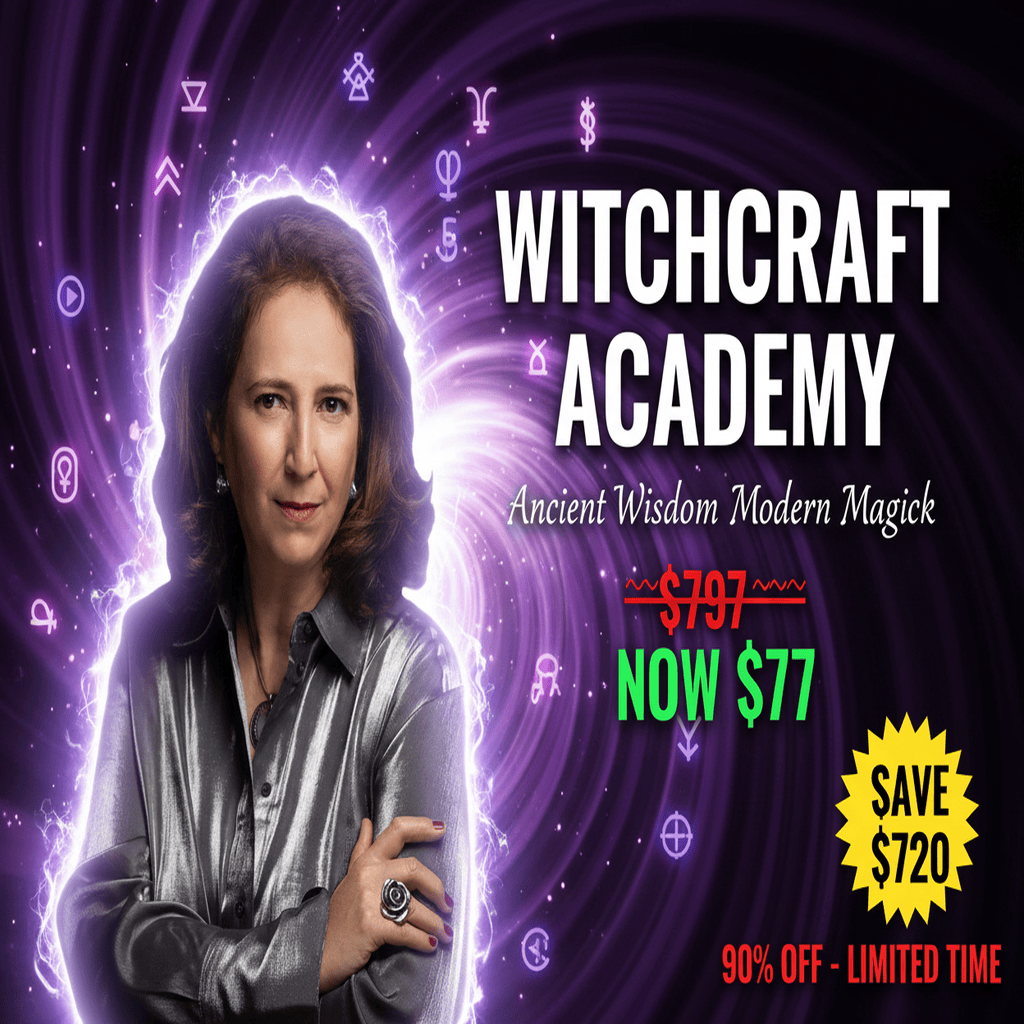 WITCHCRAFT
ACADEMY
Ancient Wisdom Modern Magick
$797
NOW $77
SAVE
$720
90% OFF - LIMITED TIME